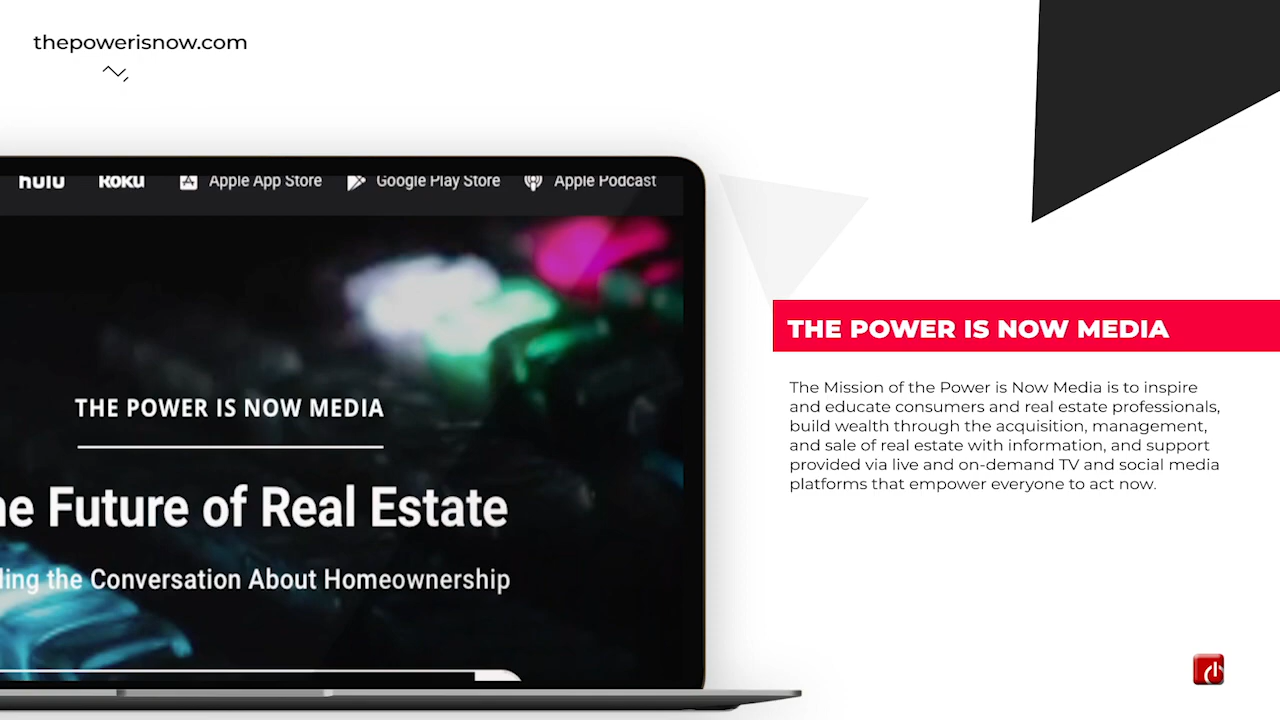 thepowerisnow.com
hulu Roku Apple App Store Google Play Store Apple Podcast
THE POWER IS NOW MEDIA
Future of Real Estate
the Conversation About Homeownership
THE POWER IS NOW MEDIA
The Mission of the Power is Now Media is to inspire
and educate consumers and real estate professionals,
build wealth through the acquisition, management,
and sale of real estate with information, and support
provided via live and on-demand TV and social media
platforms that empower everyone to act now.